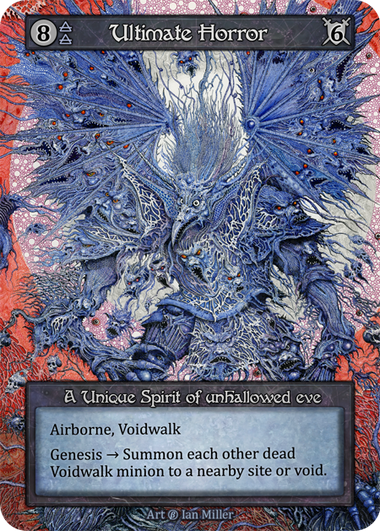 8 Ultimate Horror 6
A Unique Spirit of unhallowed eve
Airborne, Voidwalk
Genesis → Summon each other dead
Voidwalk minion to a nearby site or void.
Art @ Ian Miller